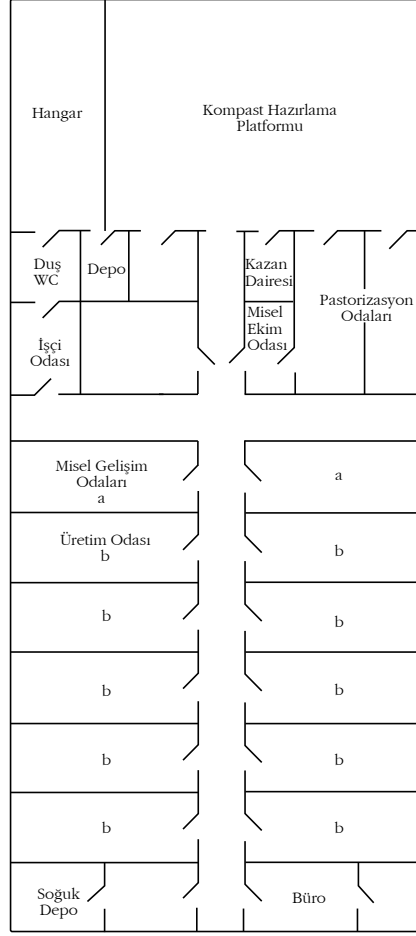 Hangar
Kompast Hazırlama
Platformu
Duş
WC
Depo
Kazan
Dairesi
Pastorizasyon
Odaları
Misel
Ekim
Odası
İşçi
Odası
Misel Gelişim
Odaları
a
a
Üretim Odası
b
b
b
b
b
b
b
b
b
b
Soğuk
Depo
Büro